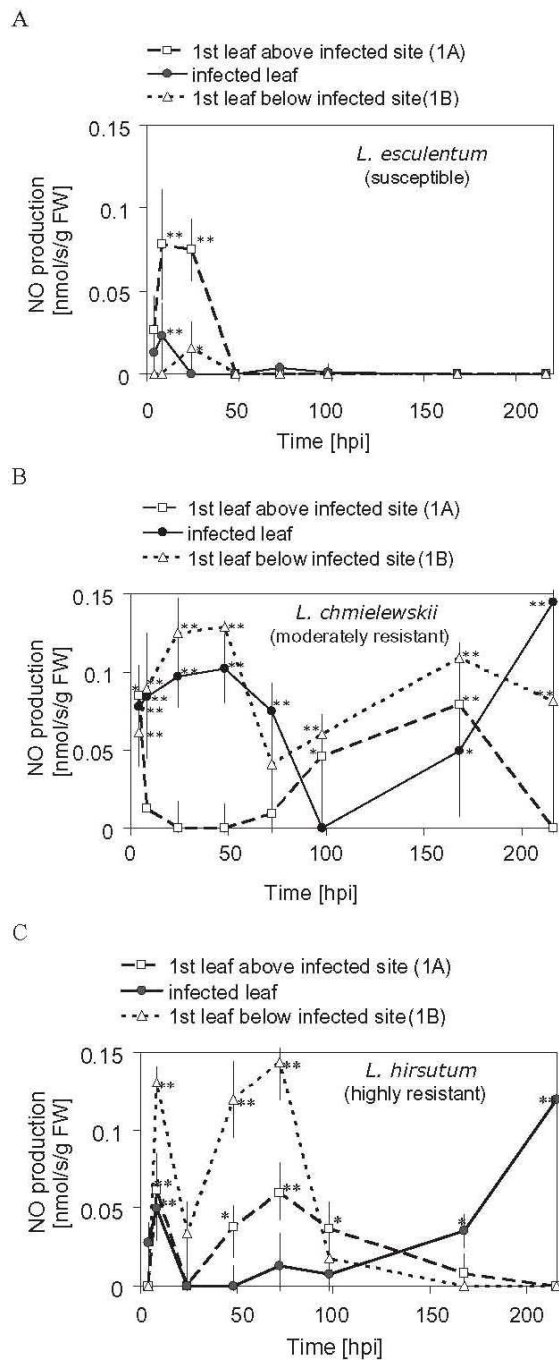 A
1st leaf above infected site (1A)
infected leaf
1st leaf below infected site(1B)
0.15
L. esculentum
(susceptible)
0.1
**
**
NO production
[nmol/s/g FW]
0.05
**
*
0
0
50
100
150
200
Time [hpi]
B
1st leaf above infected site (1A)
infected leaf
1st leaf below infected site (1B)
0.15
L. chmielewskii
(moderately resistant)
**
**
**
**
**
0.1
*
**
**
**
**
**
**
**
**
NO production
[nmol/s/g FW]
0.05
**
*
*
0
0
50
100
150
200
Time [hpi]
C
1st leaf above infected site (1A)
infected leaf
1st leaf below infected site(1B)
0.15
L. hirsutum
(highly resistant)
**
**
**
**
0.1
NO production
[nmol/s/g FW]
**
**
**
0.05
*
*
*
0
0
50
100
150
200
Time [hpi]